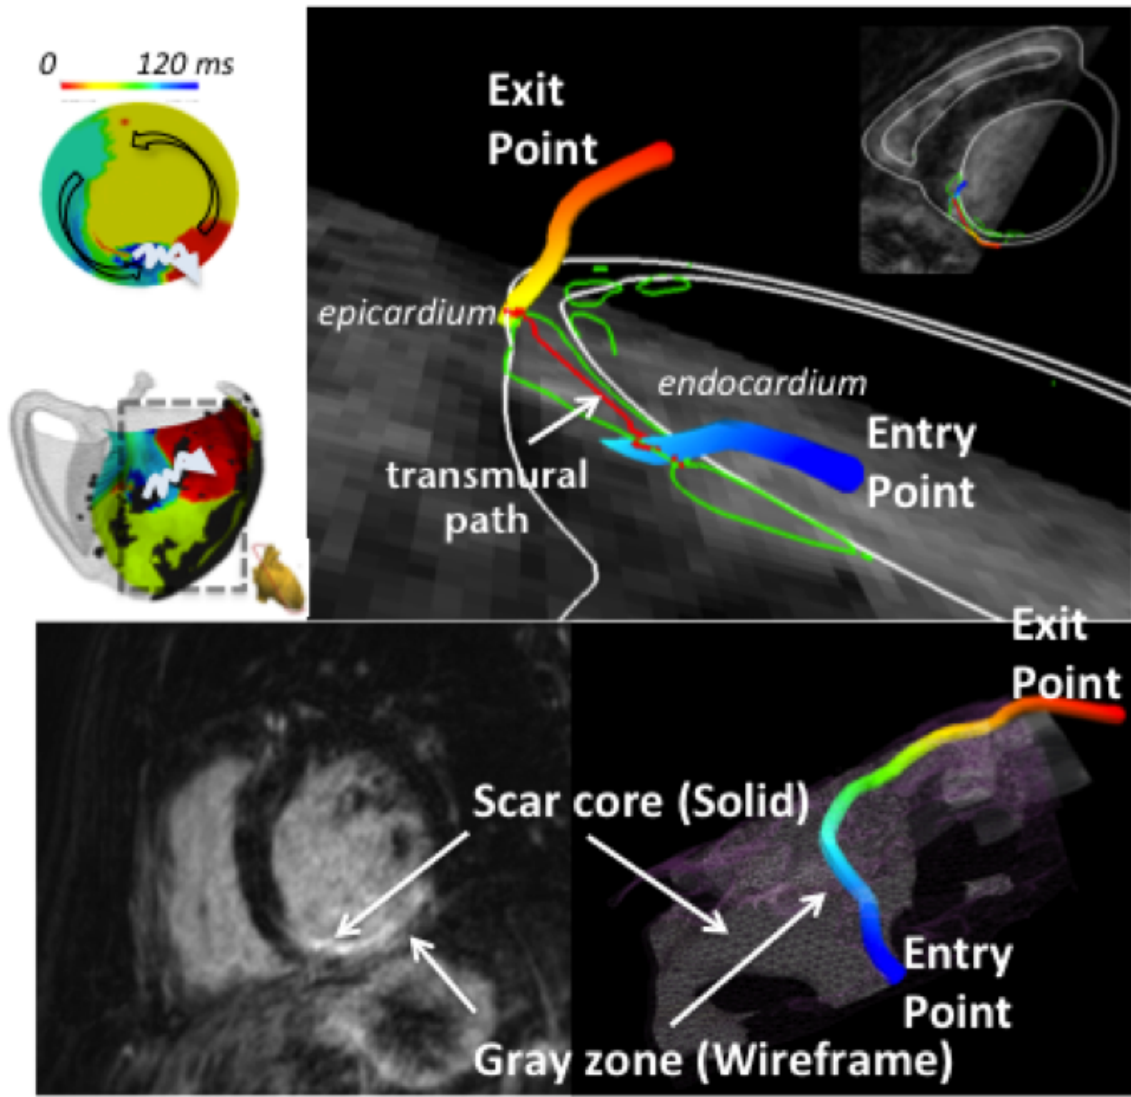 0 120 ms
Exit
Point
epicardium
endocardium
Entry
Point
transmural
path
Exit
Point
Scar core (Solid)
Entry
Point
Gray zone (Wireframe)